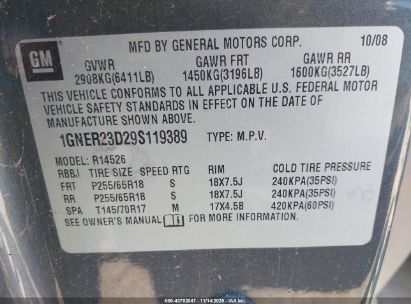 GM
MFD BY GENERAL MOTORS CORP.
10/08
GVWR GAWR FRT GAWR RR
2908KG(6411LB) 1450KG(3196LB) 1600KG(3527LB)
THIS VEHICLE CONFORMS TO ALL APPLICABLE U.S. FEDERAL MOTOR
VEHICLE SAFETY STANDARDS IN EFFECT ON THE DATE OF
MANUFACTURE SHOWN ABOVE.
1GNER23D29S119389 TYPE: M.P.V.
MODEL: R14526
RBBJ TIRE SIZE SPEED RTG RIM COLD TIRE PRESSURE
FRT P255/65R18 S 18X7.5J 240KPA(35PSI)
RR P255/65R18 S 18X7.5J 240KPA(35PSI)
SPA T145/70R17 M 17X4.5B 420KPA(60PSI)
SEE OWNER'S MANUAL FOR MORE INFORMATION.